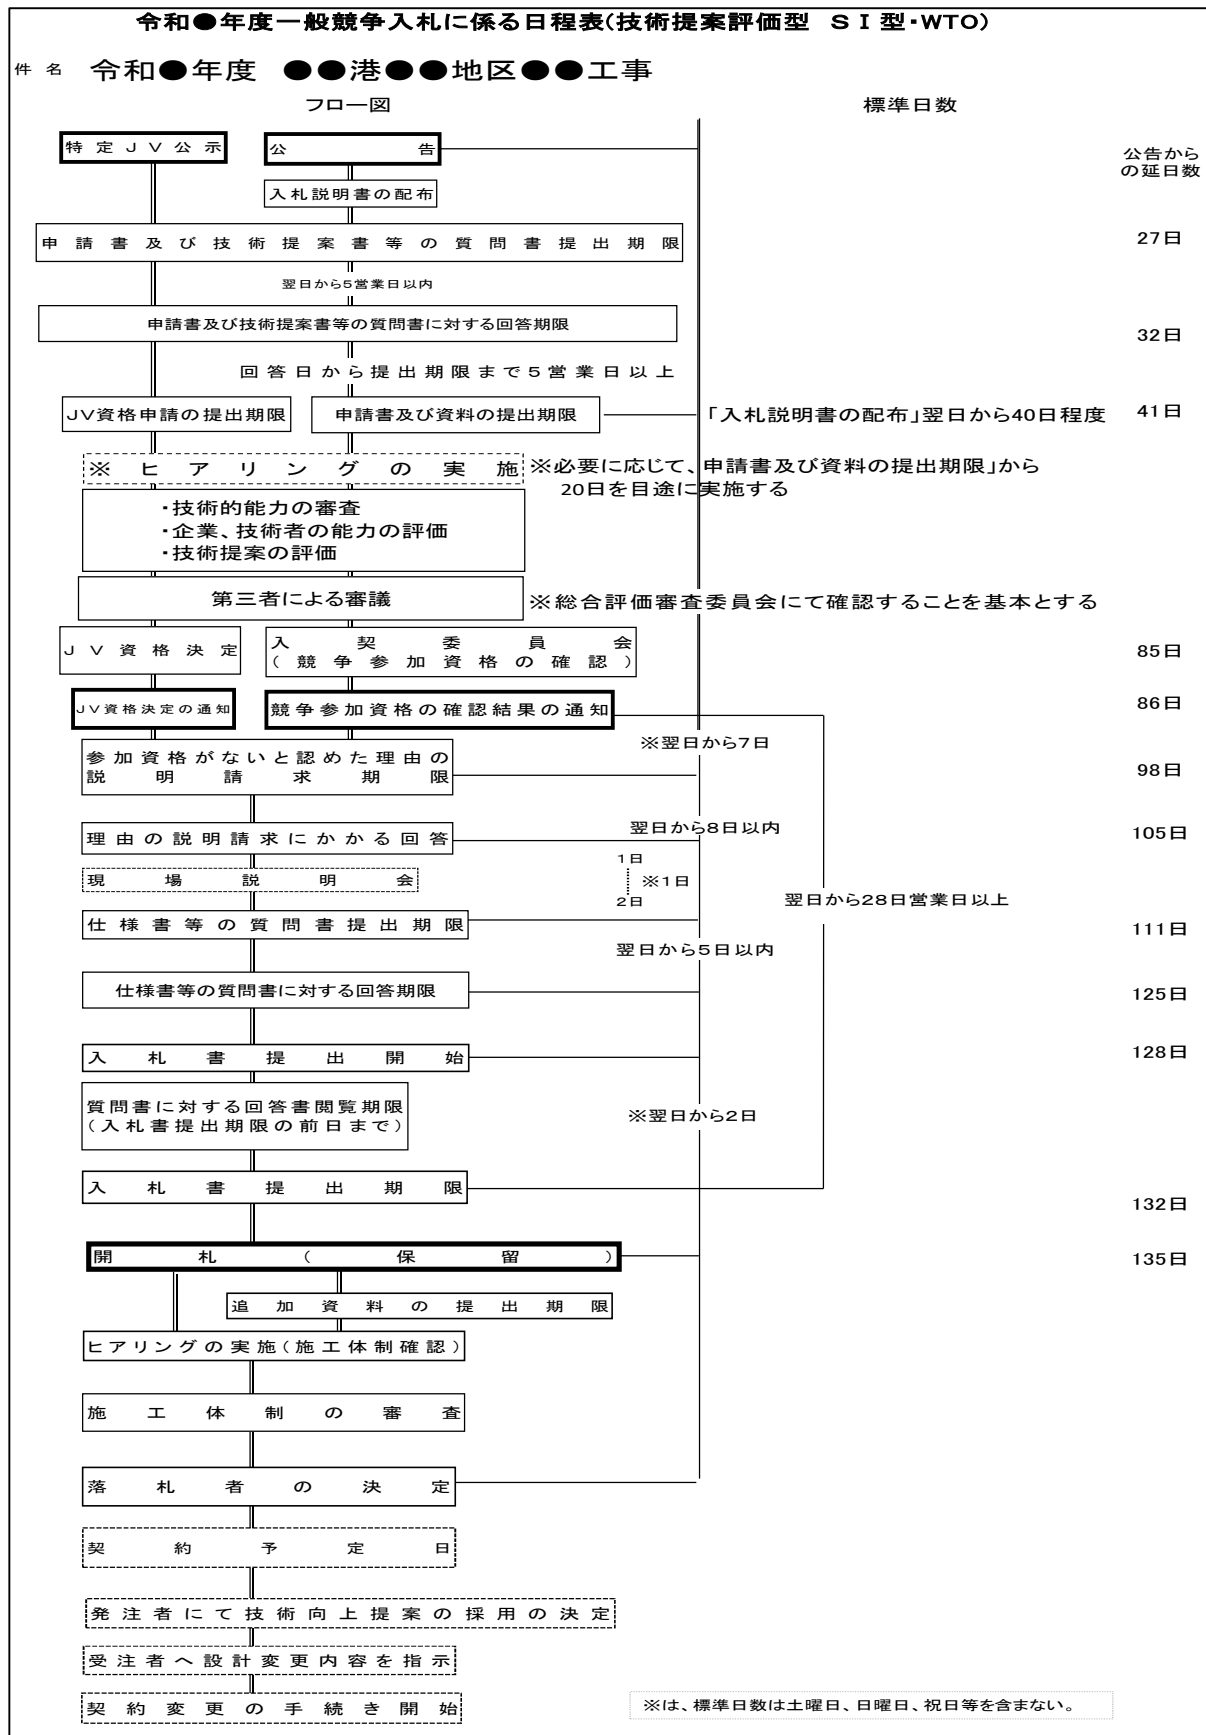 令和●年度一般競争入札に係る日程表(技術提案評価型 SI型・WTO)
件名 令和●年度 ●●港●●地区●●工事
フロー図
標準日数
公告から
の延日数
特定JV公示
公告
入札説明書の配布
申請書及び技術提案書等の質問書提出期限
27日
翌日から5営業日以内
申請書及び技術提案書等の質問書に対する回答期限
32日
回答日から提出期限まで5営業日以上
JV資格申請の提出期限
申請書及び資料の提出期限
「入札説明書の配布」翌日から40日程度
41日
※ヒアリングの実施
※必要に応じて、申請書及び資料の提出期限」から
20日を目途に実施する
・技術的能力の審査
・企業、技術者の能力の評価
・技術提案の評価
第三者による審議
※総合評価審査委員会にて確認することを基本とする
JV資格決定
入契委員会
(競争参加資格の確認)
85日
JV資格決定の通知
競争参加資格の確認結果の通知
86日
※翌日から7日
参加資格がないと認めた理由の
説明請求期限
98日
翌日から8日以内
理由の説明請求にかかる回答
105日
現場説明会
1日
※1日
2日
翌日から28日営業日以上
仕様書等の質問書提出期限
111日
翌日から5日以内
仕様書等の質問書に対する回答期限
125日
入札書提出開始
128日
質問書に対する回答書閲覧期限
(入札書提出期限の前日まで)
※翌日から2日
入札書提出期限
132日
開札(保留)
135日
追加資料の提出期限
ヒアリングの実施(施工体制確認)
施工体制の審査
落札者の決定
契約予定日
発注者にて技術向上提案の採用の決定
受注者へ設計変更内容を指示
契約変更の手続き開始
※は、標準日数は土曜日、日曜日、祝日等を含まない。